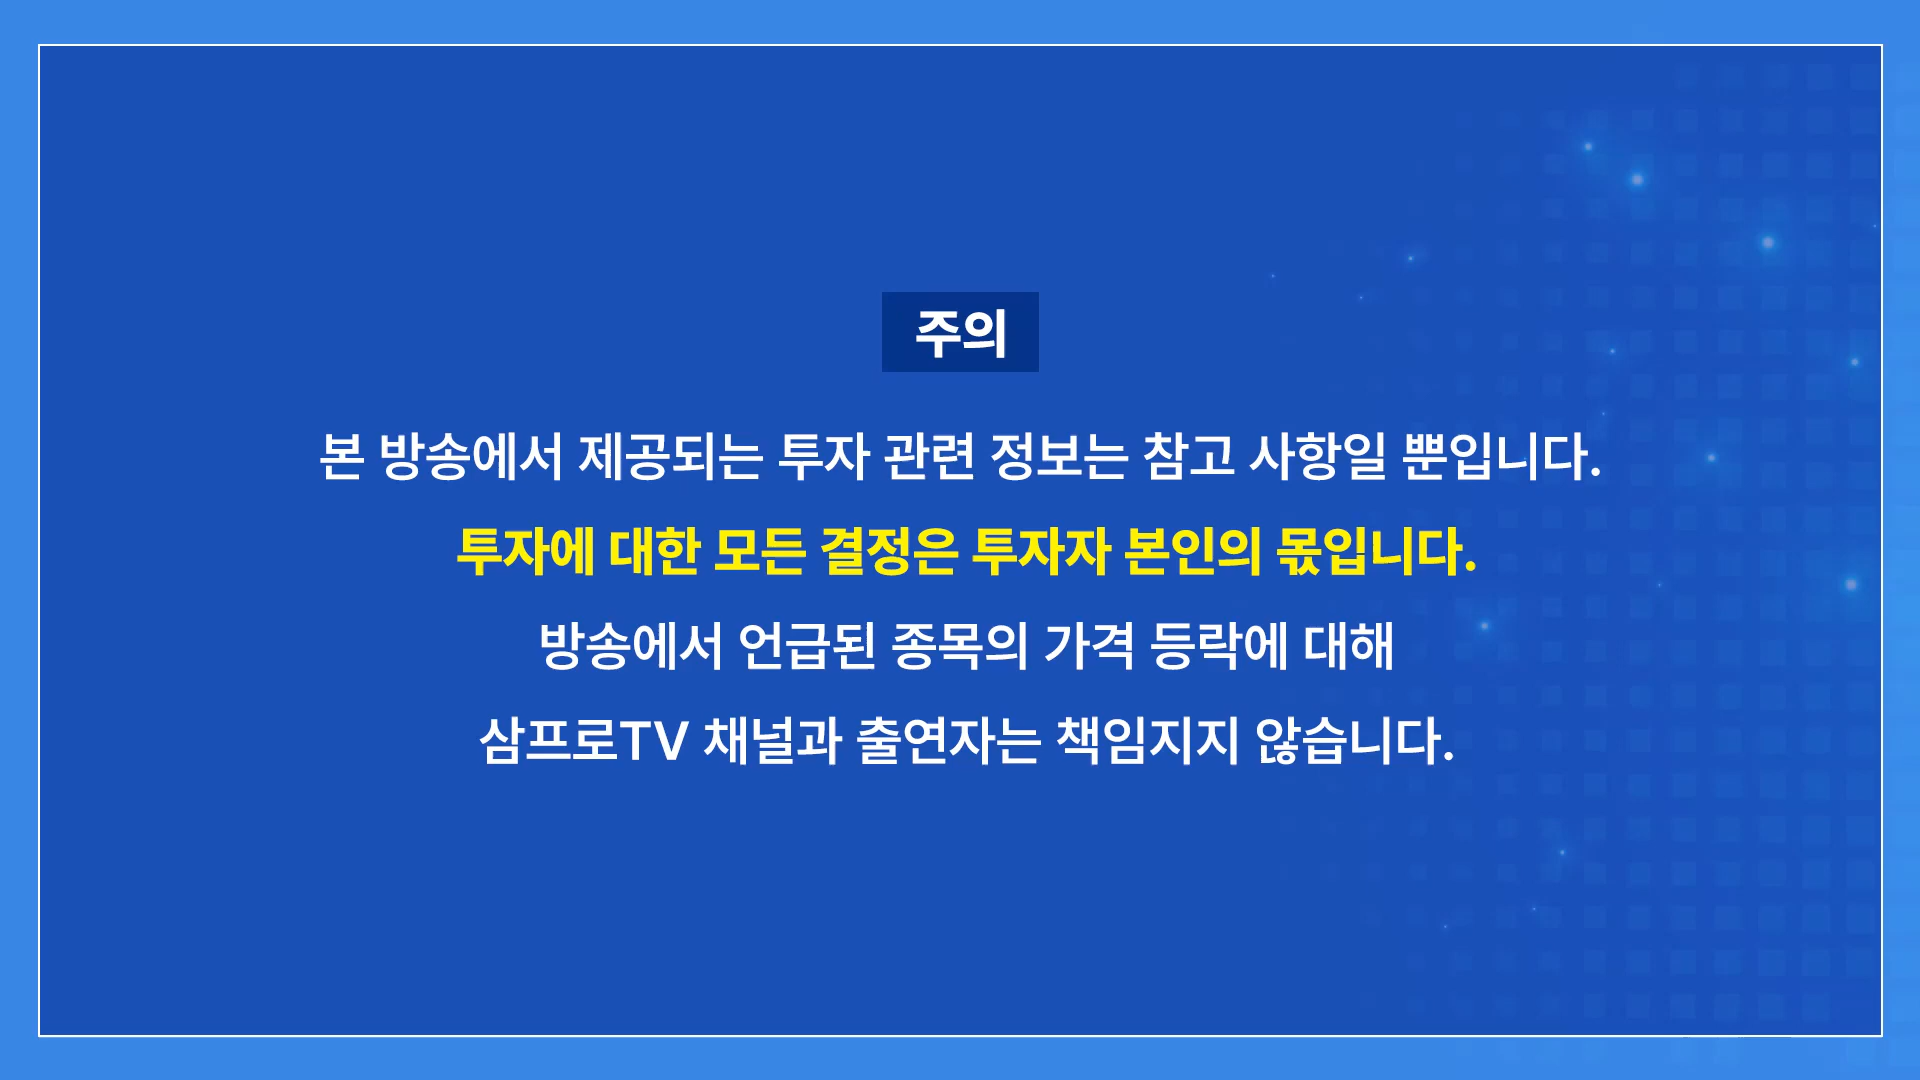 주의
본 방송에서 제공되는 투자 관련 정보는 참고 사항일 뿐입니다.
투자에 대한 모든 결정은 투자자 본인의 몫입니다.
방송에서 언급된 종목의 가격 등락에 대해
삼프로TV 채널과 출연자는 책임지지 않습니다.